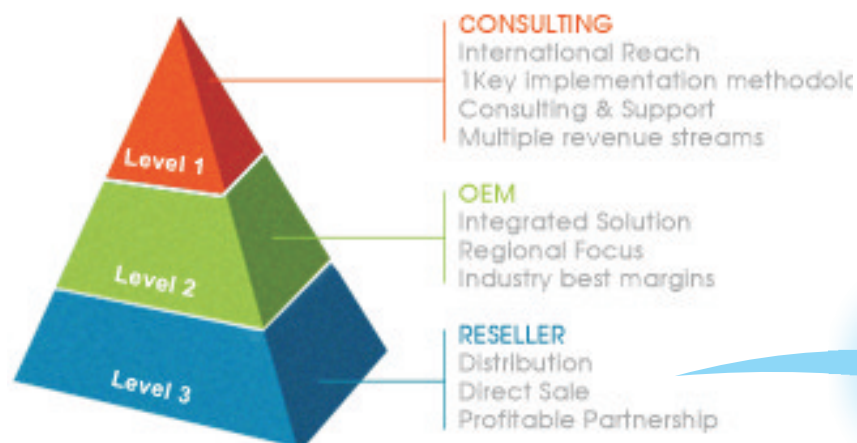 CONSULTING
International Reach
1Key implementation
Consulting & Support
Multiple revenue streams
Level 1
OEM
Integrated Solution
Regional Focus
Industry best margins
Level 2
RESELLER
Distribution
Direct Sale
Profitable Partnership
Level 3